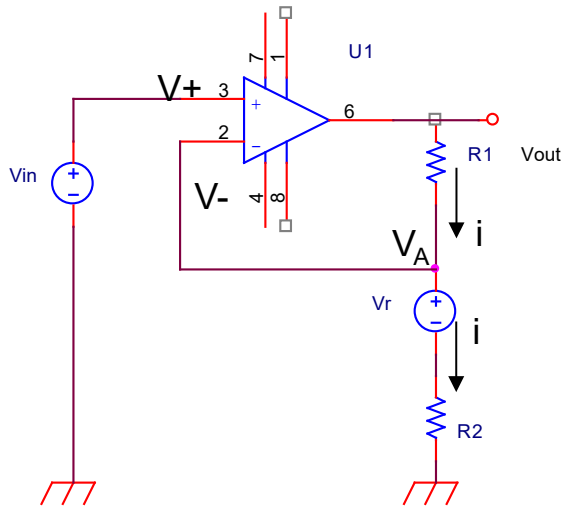 U1
7
1
V+
3
+
6
2
−
R1
Vout
Vin
+
−
4
8
V-
i
VA
Vr
+
−
i
R2